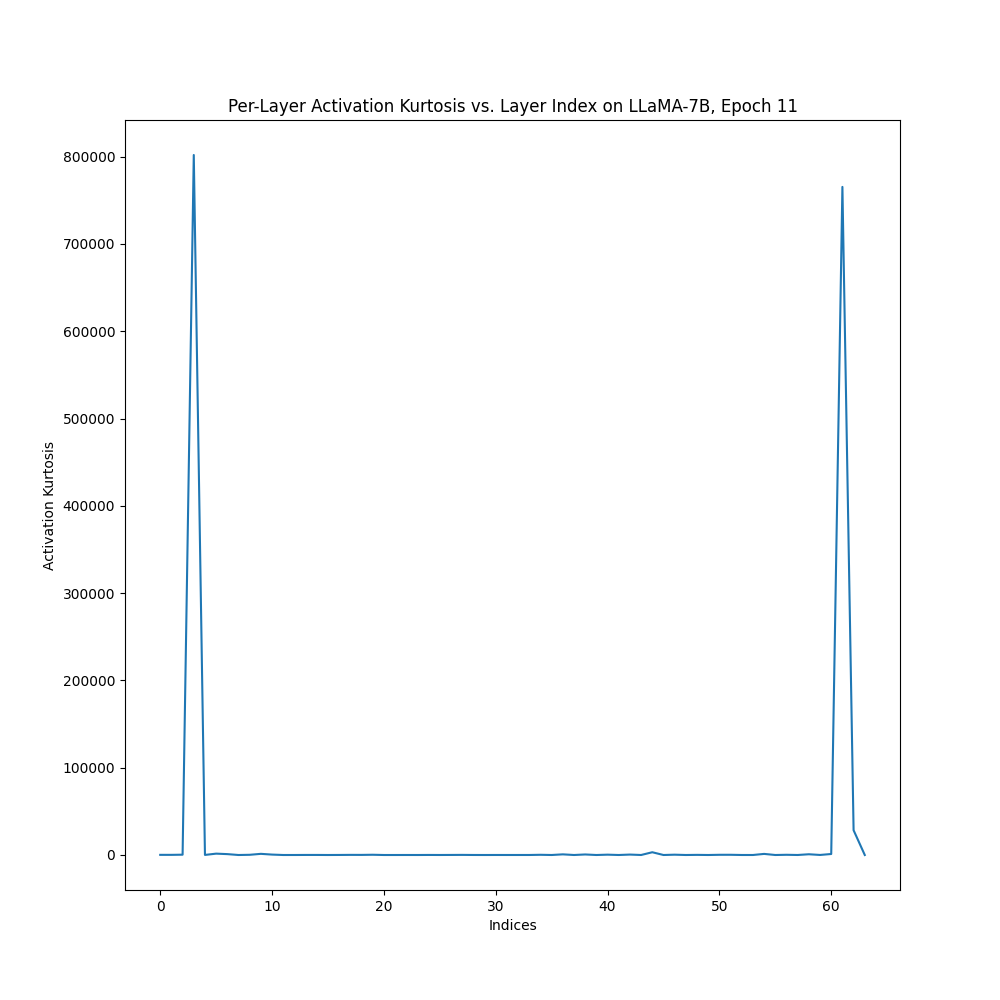 Per-Layer Activation Kurtosis vs. Layer Index on LLaMA-7B, Epoch 11
Activation Kurtosis
800000
700000
600000
500000
400000
300000
200000
100000
0
0 10 20 30 40 50 60
Indices